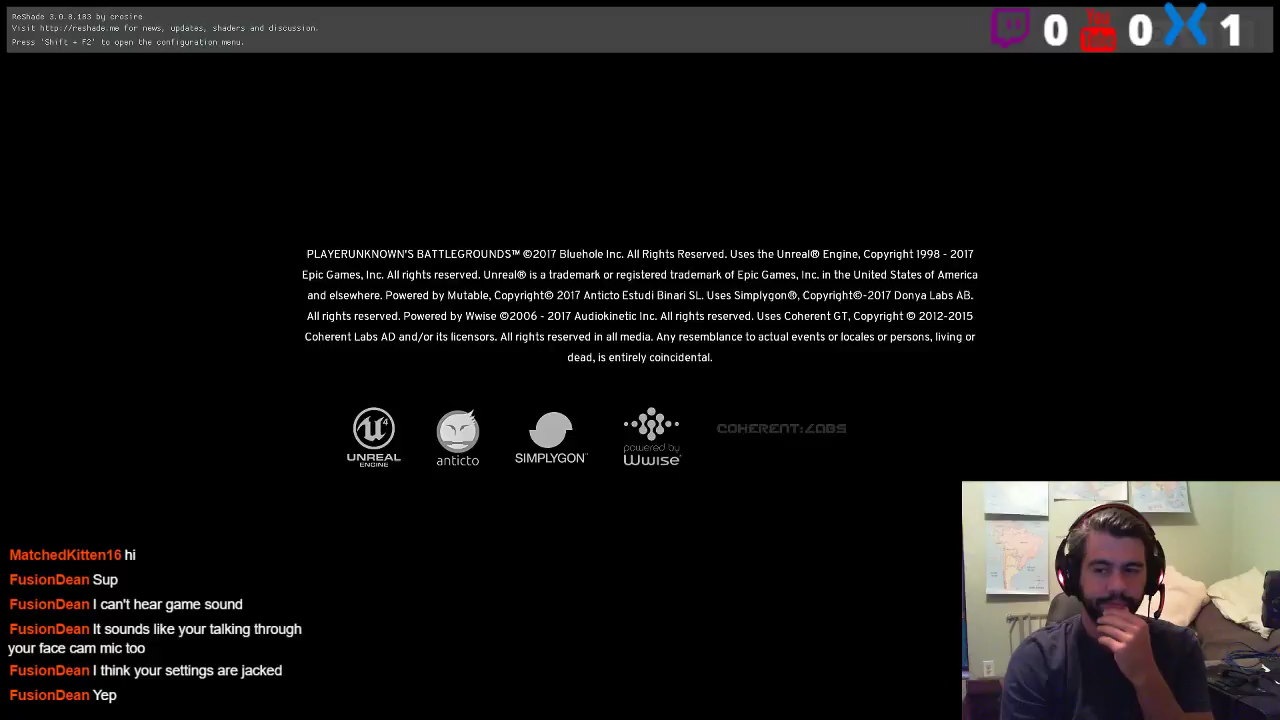 ReShade 3.0.8.183 by crosire
Visit http://reshade.me for news, updates, shaders and discussion.
Press 'Shift + F2' to open the configuration menu.
0 You Tube 0 1
PLAYERUNKNOWN'S BATTLEGROUNDS™ ©2017 Bluehole Inc. All Rights Reserved. Uses the Unreal® Engine, Copyright 1998 - 2017
Epic Games, Inc. All rights reserved. Unreal® is a trademark or registered trademark of Epic Games, Inc. in the United States of America
and elsewhere. Powered by Mutable, Copyright© 2017 Anticto Estudi Binari SL. Uses Simplygon®, Copyright©-2017 Donya Labs AB.
All rights reserved. Powered by Wwise ©2006 - 2017 Audiokinetic Inc. All rights reserved. Uses Coherent GT, Copyright © 2012-2015
Coherent Labs AD and/or its licensors. All rights reserved in all media. Any resemblance to actual events or locales or persons, living or
dead, is entirely coincidental.
UNREAL ENGINE 4
anticto
SIMPLYGON
powered by Wwise
COHERENT:LABS
MatchedKitten16 hi
FusionDean Sup
FusionDean I can't hear game sound
FusionDean It sounds like your talking through
your face cam mic too
FusionDean I think your settings are jacked
FusionDean Yep